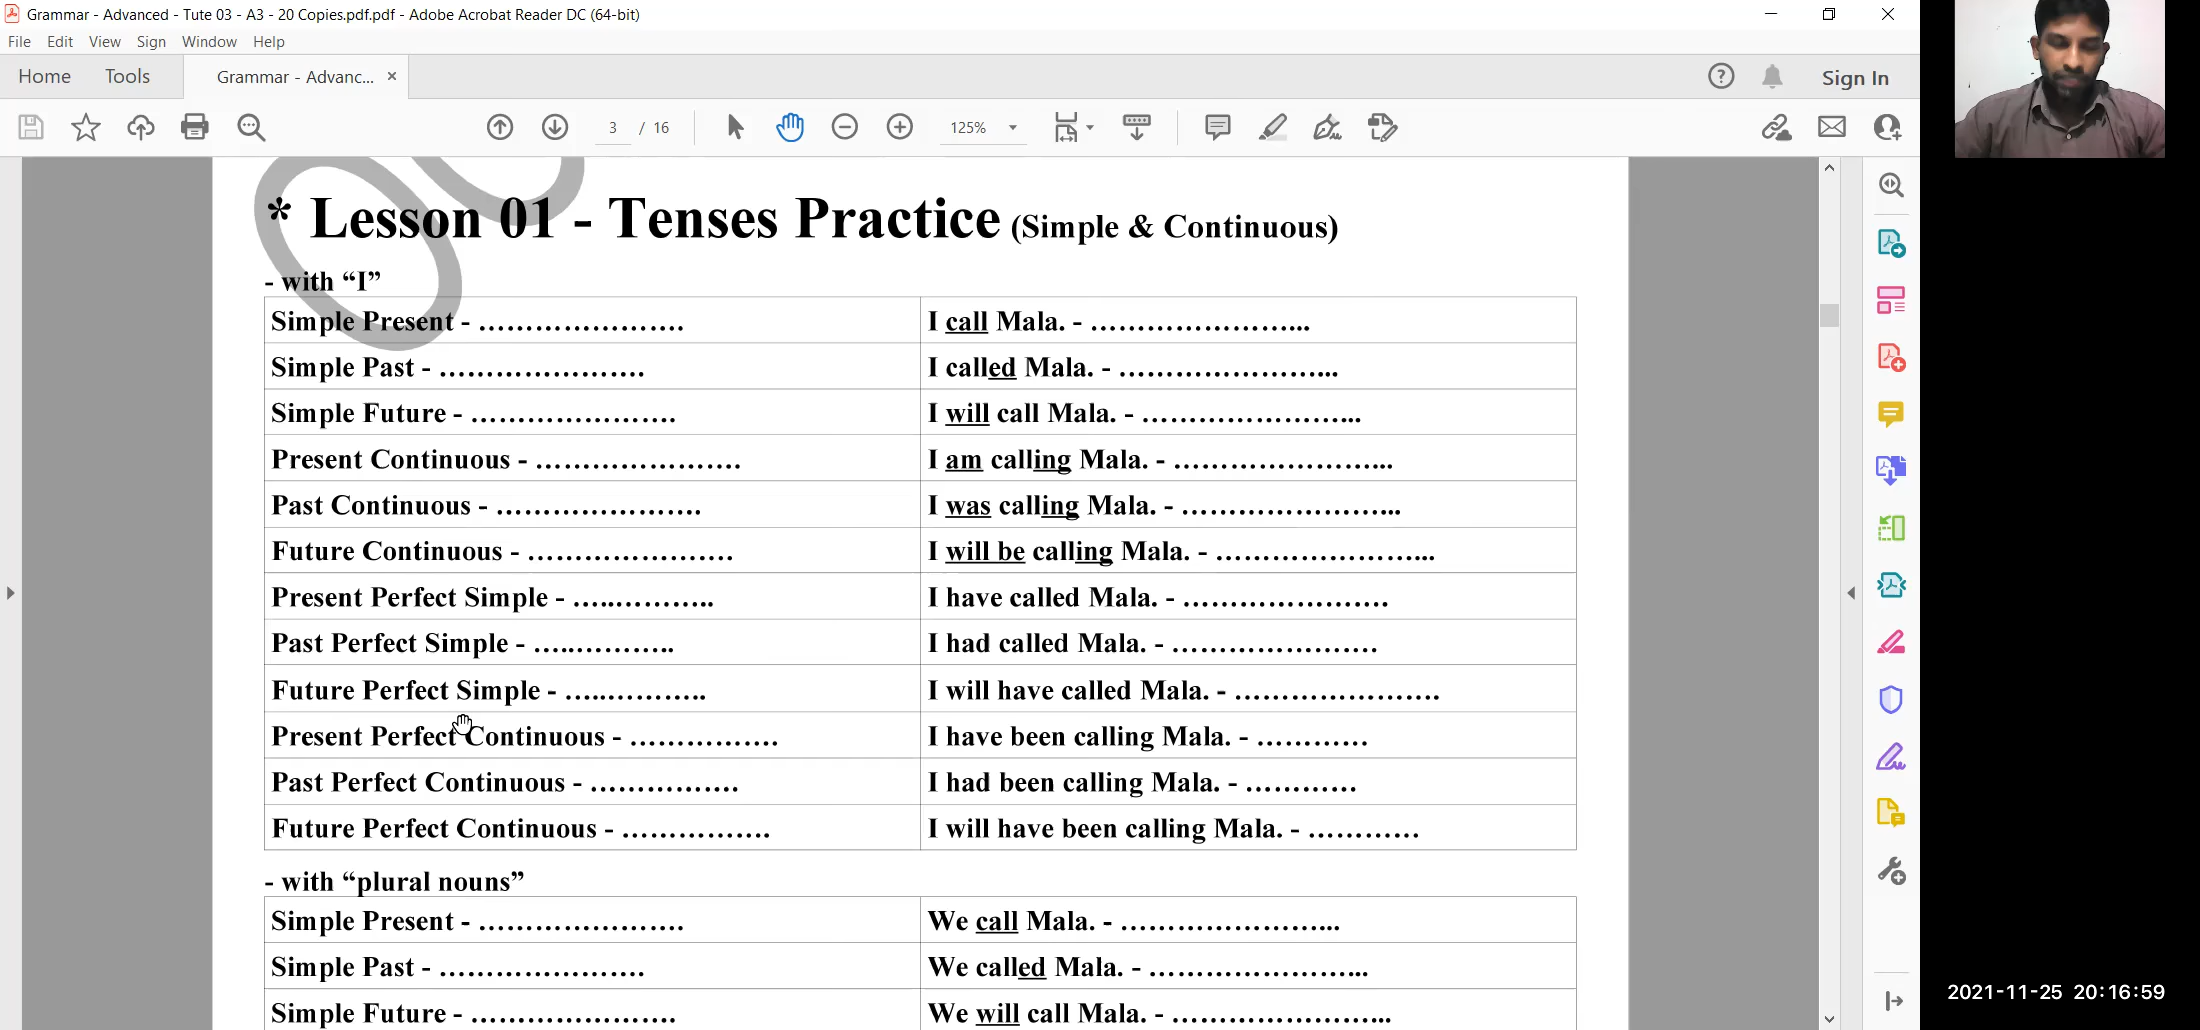 Grammar - Advanced - Tute 03 - A3 - 20 Copies.pdf.pdf - Adobe Acrobat Reader DC (64-bit)
File Edit View Sign Window Help
Home Tools Grammar - Advanc... × Sign In
3 / 16 125%
* Lesson 01 - Tenses Practice (Simple & Continuous)
- with “I”
Simple Present - …………………. I call Mala. - …………………...
Simple Past - …………………. I called Mala. - …………………...
Simple Future - …………………. I will call Mala. - …………………...
Present Continuous - …………………. I am calling Mala. - …………………...
Past Continuous - …………………. I was calling Mala. - …………………...
Future Continuous - …………………. I will be calling Mala. - …………………...
Present Perfect Simple - …..……….. I have called Mala. - ………………….
Past Perfect Simple - …..……….. I had called Mala. - ………………….
Future Perfect Simple - …..……….. I will have called Mala. - ………………….
Present Perfect Continuous - ……………. I have been calling Mala. - …………
Past Perfect Continuous - ……………. I had been calling Mala. - …………
Future Perfect Continuous - ……………. I will have been calling Mala. - …………
- with “plural nouns”
Simple Present - …………………. We call Mala. - …………………...
Simple Past - …………………. We called Mala. - …………………...
Simple Future - …………………. We will call Mala. - …………………...
2021-11-25 20:16:59